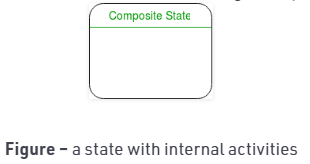 Composite State
Figure – a state with internal activities